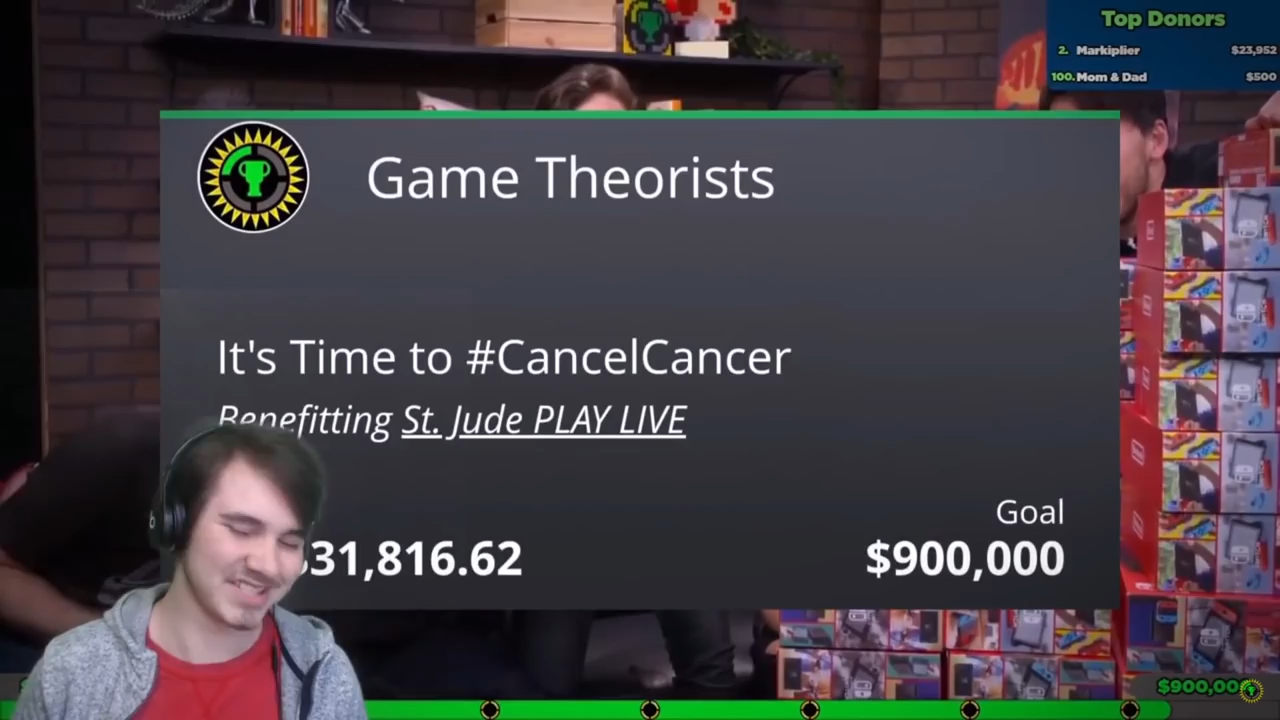 Top Donors
2. Markiplier $23,952
100. Mom & Dad $500
Game Theorists
It's Time to #CancelCancer
Benefitting St. Jude PLAY LIVE
Goal
31,816.62 $900,000
$900,00